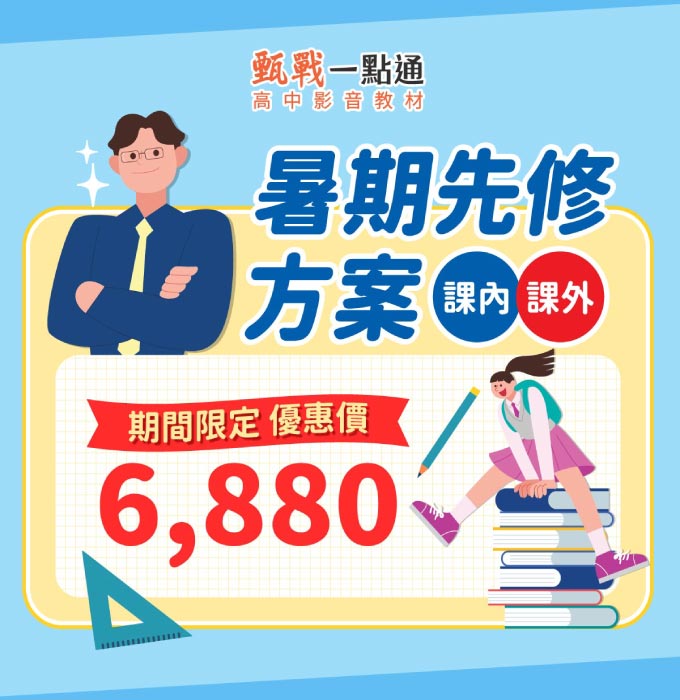 甄戰一點通
高中影音教材
暑期先修
方案 課內 課外
期間限定 優惠價
6,880